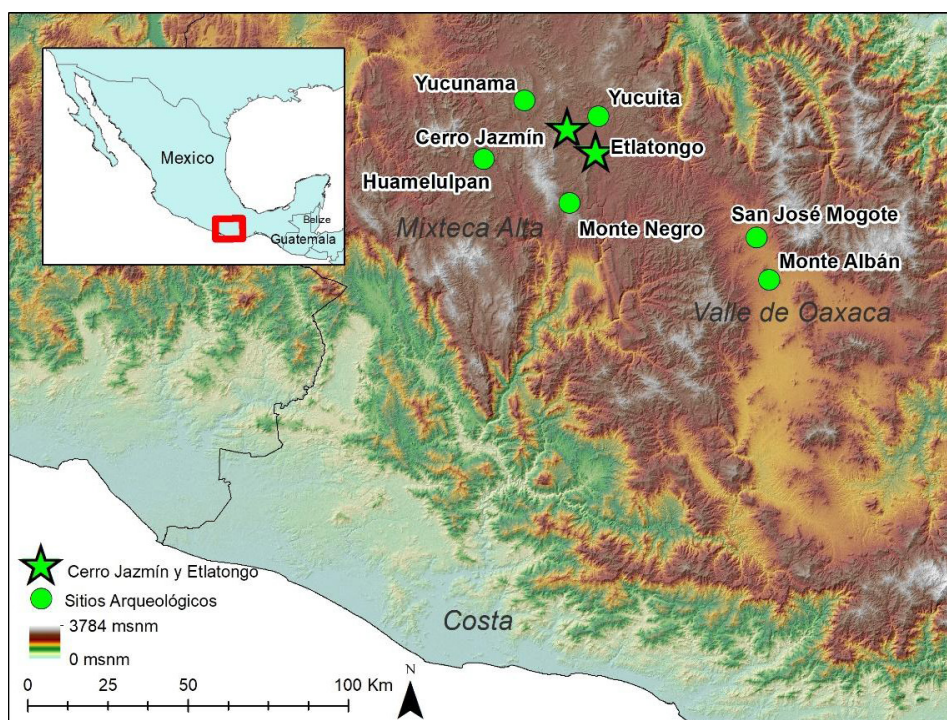 Mexico
Belize
Guatemala
Yucunama
Yucuita
Cerro Jazmín
Etlatongo
Huamelulpan
Mixteca Alta
Monte Negro
San José Mogote
Monte Albán
Valle de Oaxaca
Costa
Cerro Jazmín y Etlatongo
Sitios Arqueológicos
3784 msnm
0 msnm
0 25 50 100 Km
N